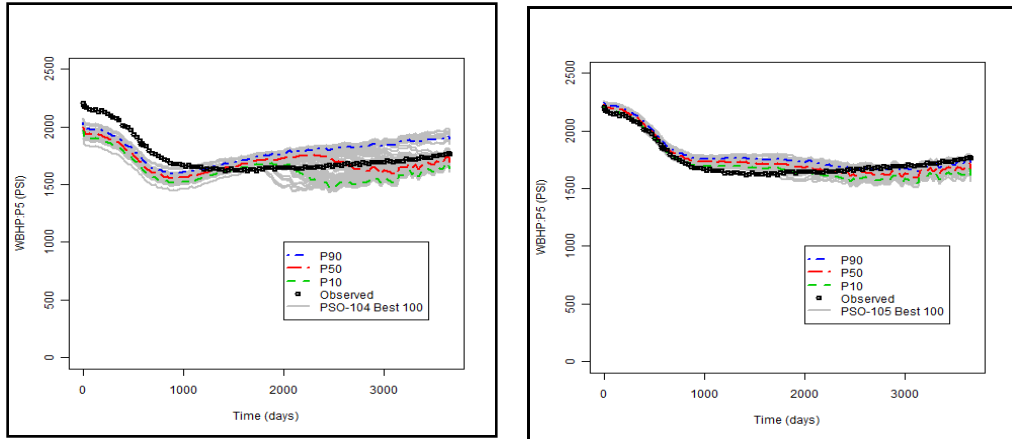 2500
2000
1500
1000
500
0
WBHP:P5 (PSI)
P90
P50
P10
Observed
PSO-104 Best 100
0
1000
2000
3000
Time (days)
2500
2000
1500
1000
500
0
WBHP:P5 (PSI)
P90
P50
P10
Observed
PSO-105 Best 100
0
1000
2000
3000
Time (days)